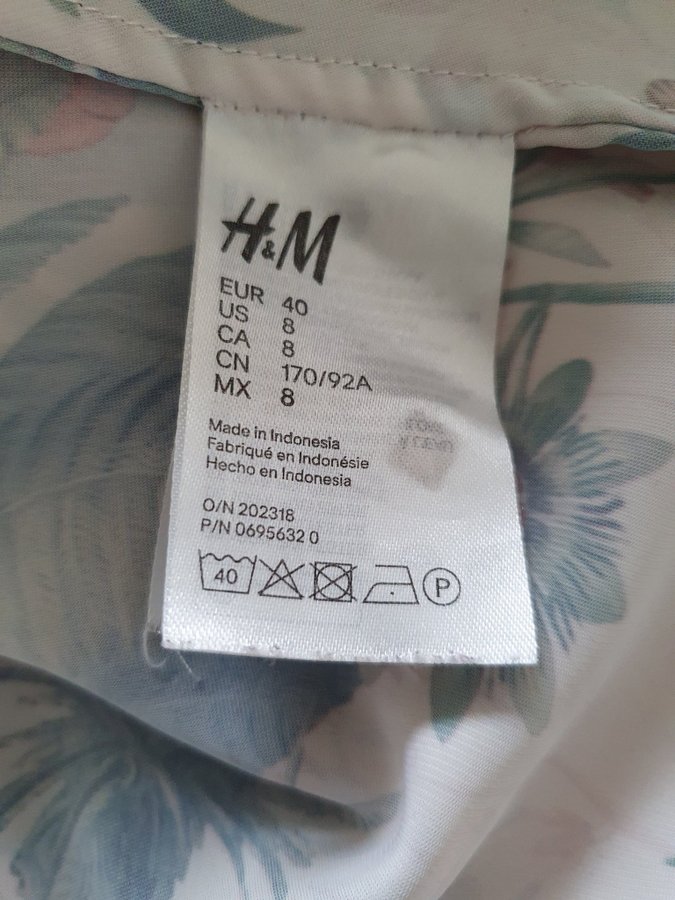 H&M
EUR 40
US 8
CA 8
CN 170/92A
MX 8
Made in Indonesia
Fabriqué en Indonésie
Hecho en Indonesia
O/N 202318
P/N 0695632 0
40 P